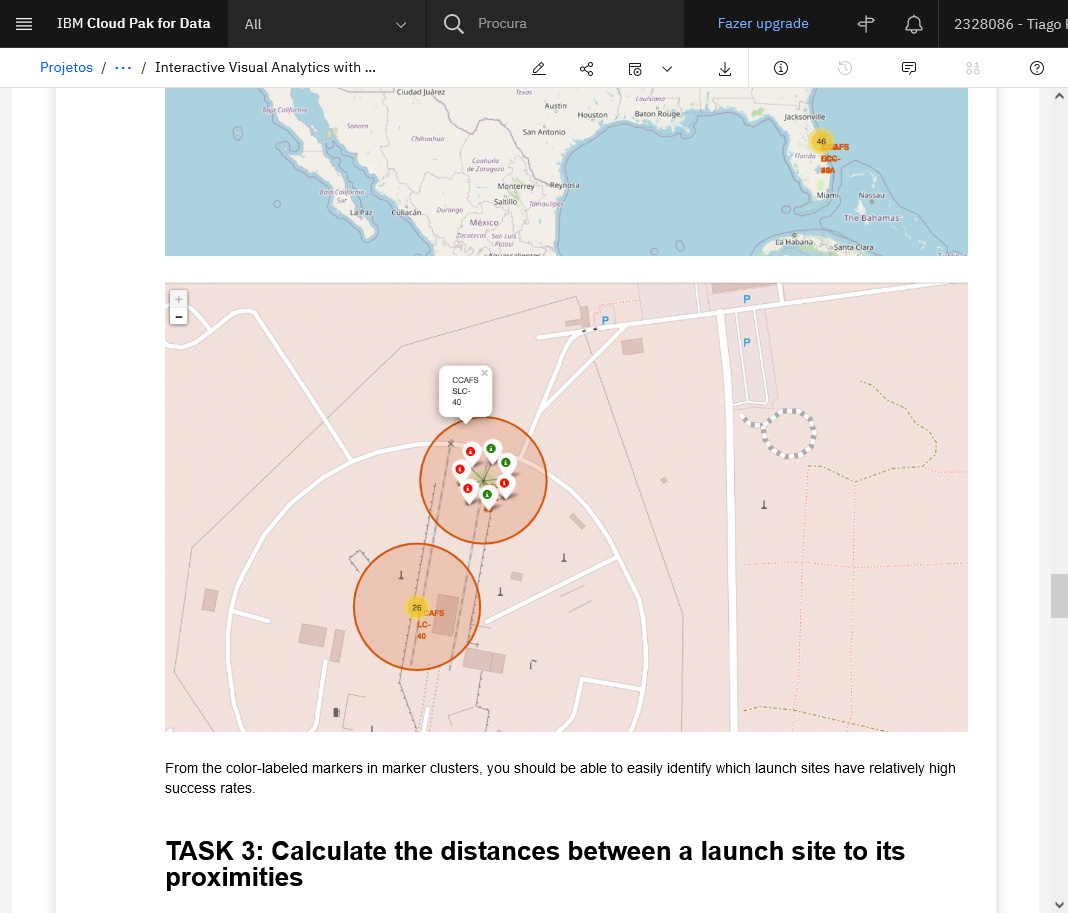 IBM Cloud Pak for Data
All
Procura
Fazer upgrade
2328086 - Tiago
Projetos / ··· / Interactive Visual Analytics with ...
Ciudad Juárez
Texas
Austin
Louisiana
Houston
Baton Rouge
Jacksonville
Baja California
Sonora
San Antonio
Chihuahua
46
Florida
Coahuila
de Zaragoza
Monterrey
Reynosa
Baja California
Sur
Saltillo
Tamaulipas
Miami
Nassau
La Paz
Culiacán
Durango
México
The Bahamas
Zacatecas
San Luis
Potosí
La Habana
Santa Clara
Aguascalientes
+
−
P
P
P
×
CCAFS
SLC-
40
26
LC-
40
From the color-labeled markers in marker clusters, you should be able to easily identify which launch sites have relatively high
success rates.
TASK 3: Calculate the distances between a launch site to its
proximities